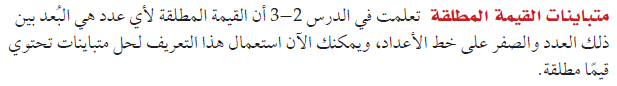 متباينات القيمة المطلقة تعلمت في الدرس 2–3 أن القيمة المطلقة لأي عدد هي البُعد بين
ذلك العدد والصفر على خط الأعداد، ويمكنك الآن استعمال هذا التعريف لحل متباينات تحتوي
قيمًا مطلقة.